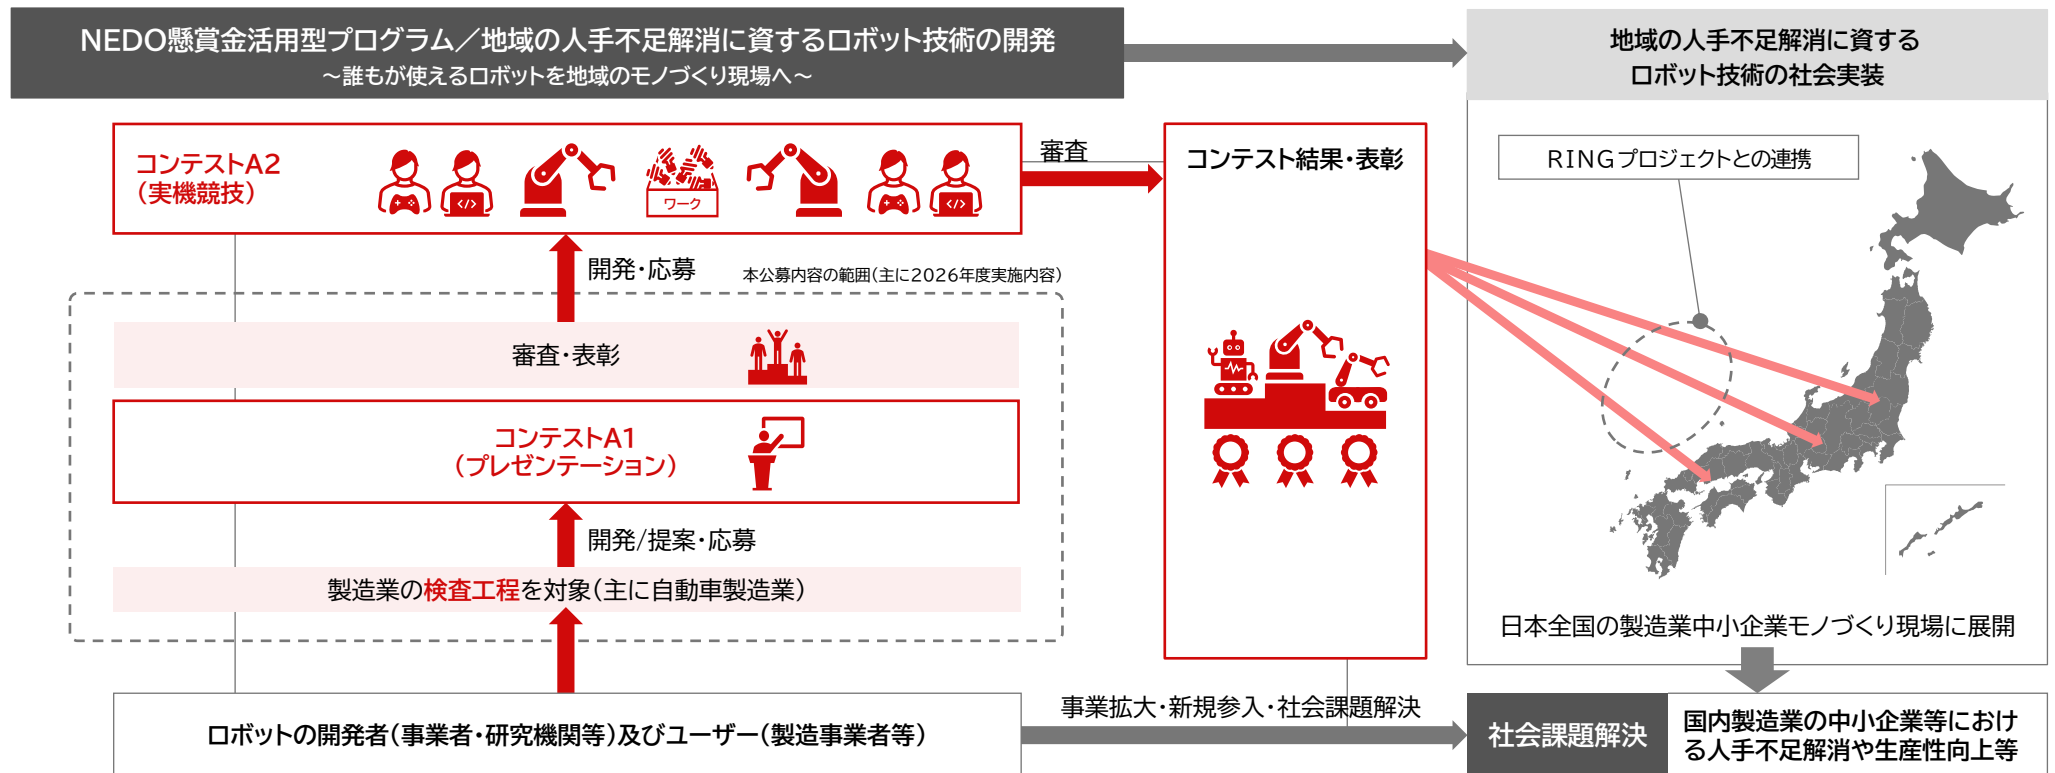 NEDO懸賞金活用型プログラム／地域の人手不足解消に資するロボット技術の開発
～誰もが使えるロボットを地域のモノづくり現場へ～
地域の人手不足解消に資する
ロボット技術の社会実装
コンテストA2
（実機競技）
ワーク
審査
コンテスト結果・表彰
RINGプロジェクトとの連携
開発・応募
本公募内容の範囲（主に2026年度実施内容）
審査・表彰
コンテストA1
（プレゼンテーション）
開発/提案・応募
製造業の検査工程を対象（主に自動車製造業）
日本全国の製造業中小企業モノづくり現場に展開
ロボットの開発者（事業者・研究機関等）及びユーザー（製造事業者等）
事業拡大・新規参入・社会課題解決
社会課題解決
国内製造業の中小企業等におけ
る人手不足解消や生産性向上等